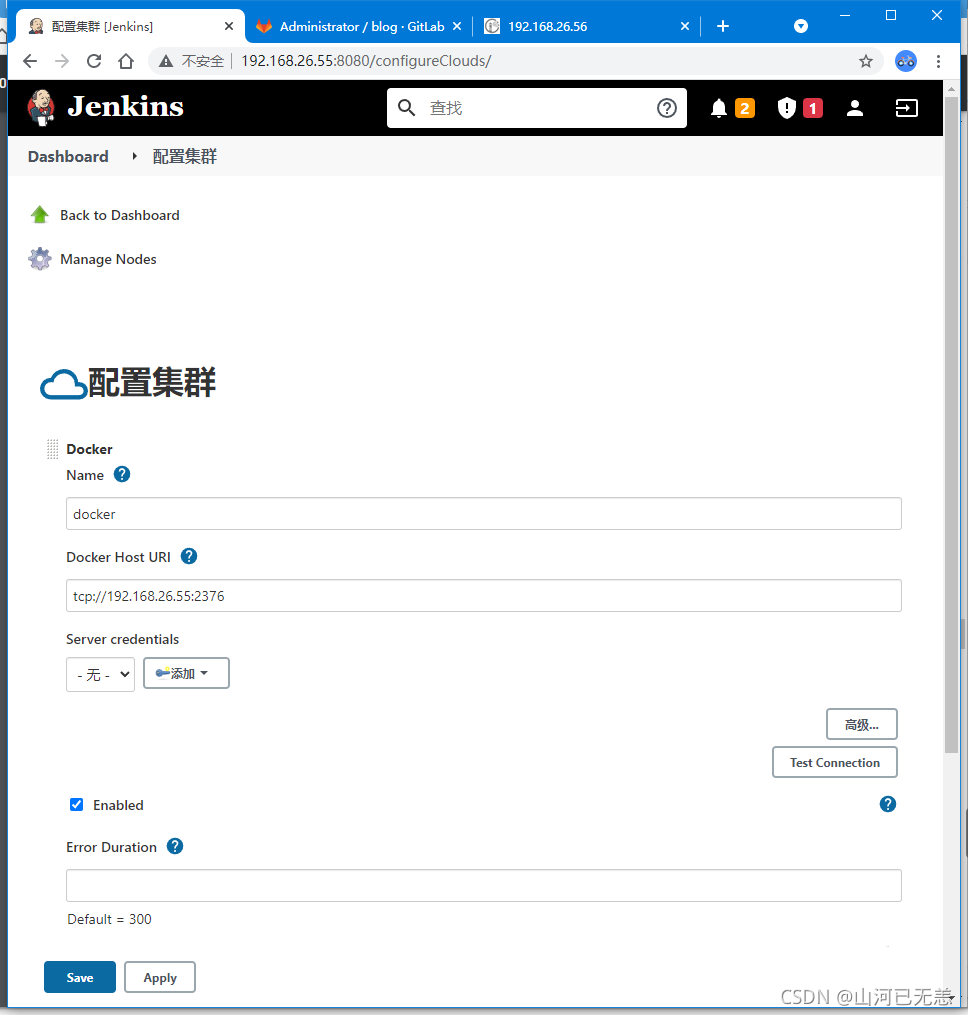 配置集群 [Jenkins]
Administrator / blog · GitLab
192.168.26.56
不安全 192.168.26.55:8080/configureClouds/
Jenkins
查找
2
1
Dashboard
配置集群
Back to Dashboard
Manage Nodes
配置集群
Docker
Name
docker
Docker Host URI
tcp://192.168.26.55:2376
Server credentials
- 无 -
添加
高级...
Test Connection
Enabled
Error Duration
Default = 300
Save
Apply
CSDN @山河已无恙